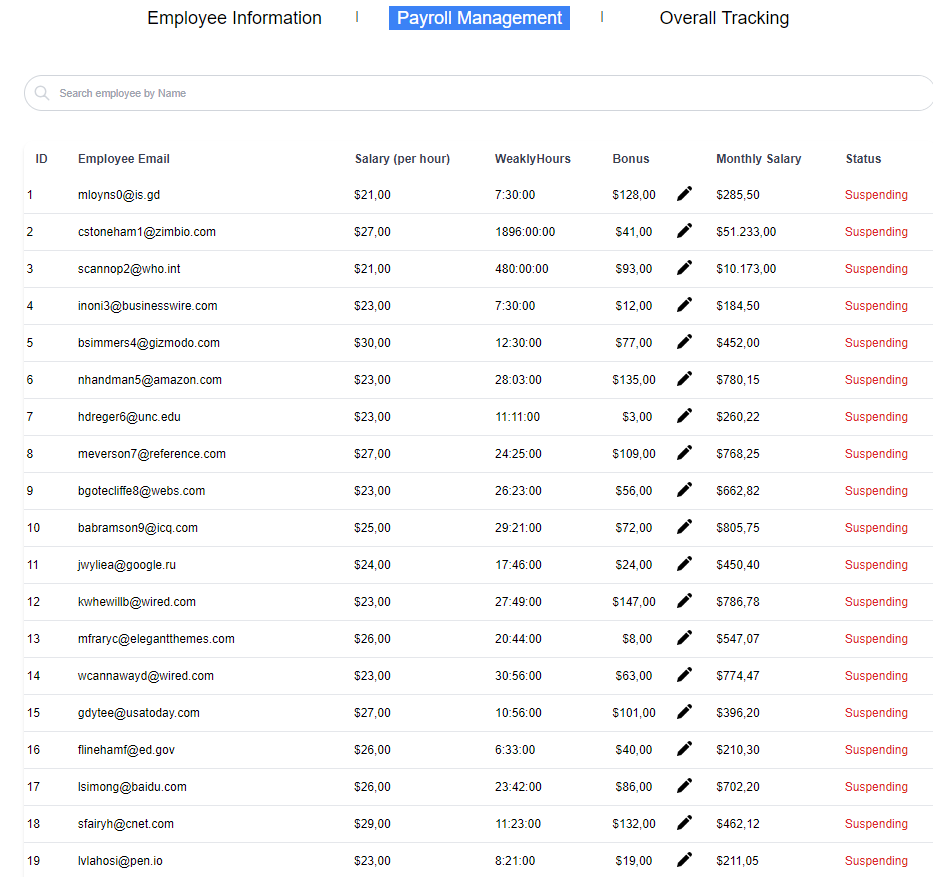 Employee Information | Payroll Management | Overall Tracking
Search employee by Name
ID Employee Email Salary (per hour) WeaklyHours Bonus Monthly Salary Status
1 mloyns0@is.gd $21,00 7:30:00 $128,00 $285,50 Suspending
2 cstoneham1@zimbio.com $27,00 1896:00:00 $41,00 $51.233,00 Suspending
3 scannop2@who.int $21,00 480:00:00 $93,00 $10.173,00 Suspending
4 inoni3@businesswire.com $23,00 7:30:00 $12,00 $184,50 Suspending
5 bsimmers4@gizmodo.com $30,00 12:30:00 $77,00 $452,00 Suspending
6 nhandman5@amazon.com $23,00 28:03:00 $135,00 $780,15 Suspending
7 hdreger6@unc.edu $23,00 11:11:00 $3,00 $260,22 Suspending
8 meverson7@reference.com $27,00 24:25:00 $109,00 $768,25 Suspending
9 bgotecliffe8@webs.com $23,00 26:23:00 $56,00 $662,82 Suspending
10 babramson9@icq.com $25,00 29:21:00 $72,00 $805,75 Suspending
11 jwyliea@google.ru $24,00 17:46:00 $24,00 $450,40 Suspending
12 kwhewillb@wired.com $23,00 27:49:00 $147,00 $786,78 Suspending
13 mfraryc@elegantthemes.com $26,00 20:44:00 $8,00 $547,07 Suspending
14 wcannawayd@wired.com $23,00 30:56:00 $63,00 $774,47 Suspending
15 gdytee@usatoday.com $27,00 10:56:00 $101,00 $396,20 Suspending
16 flinehamf@ed.gov $26,00 6:33:00 $40,00 $210,30 Suspending
17 lsimong@baidu.com $26,00 23:42:00 $86,00 $702,20 Suspending
18 sfairyh@cnet.com $29,00 11:23:00 $132,00 $462,12 Suspending
19 lvlahosi@pen.io $23,00 8:21:00 $19,00 $211,05 Suspending